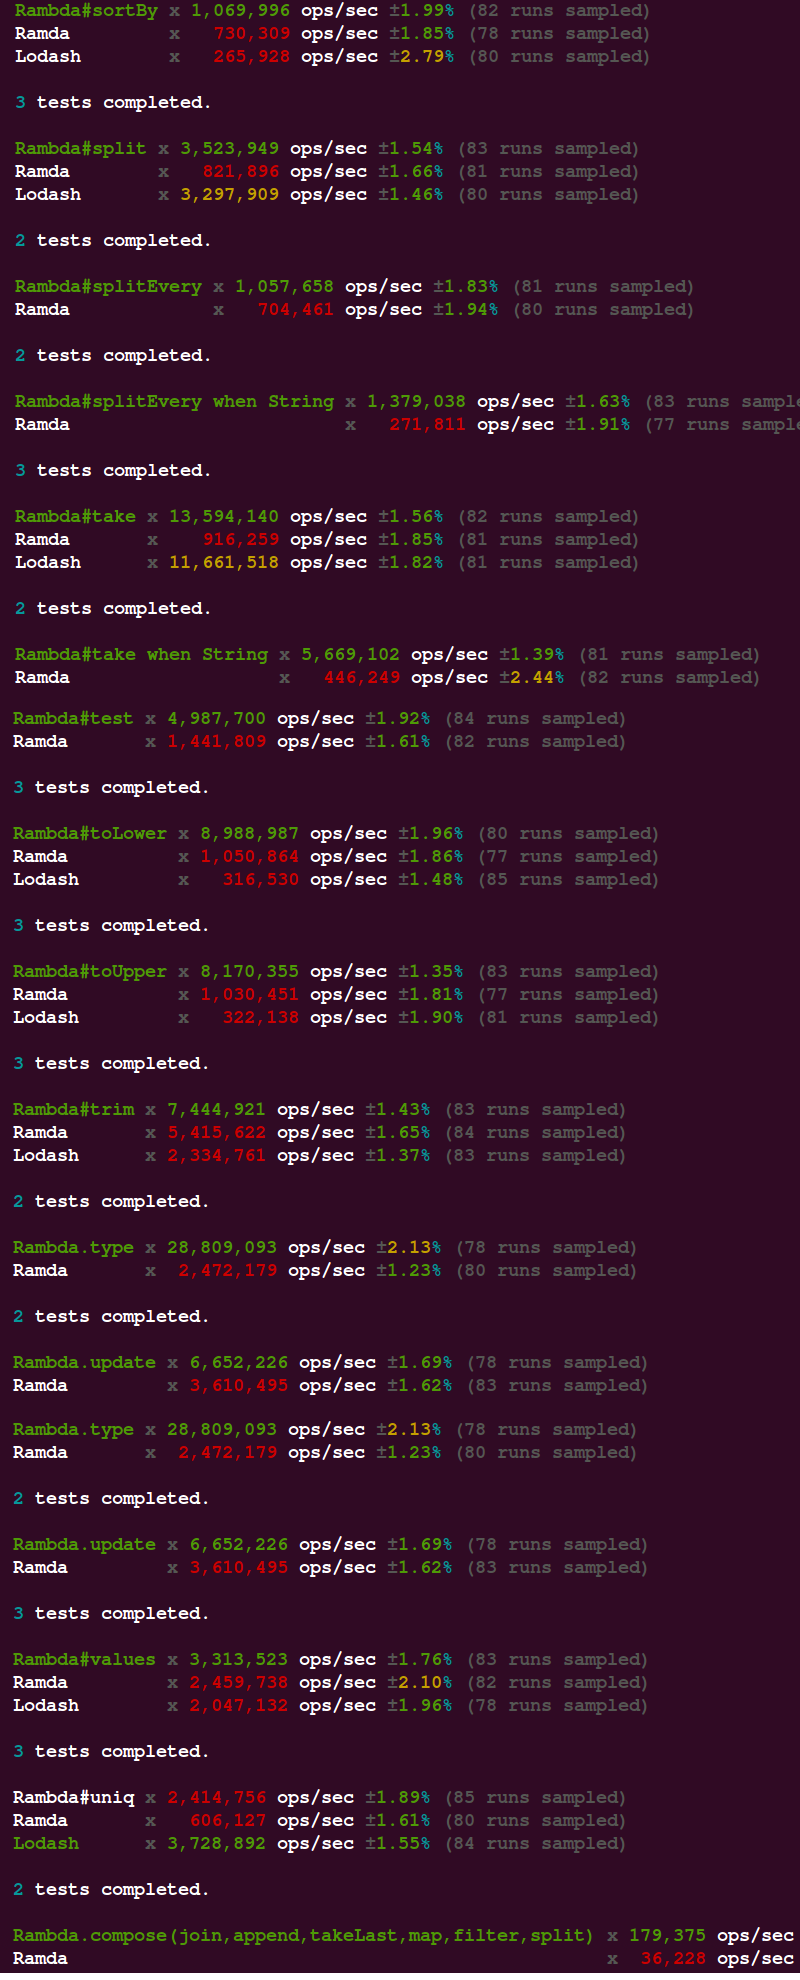 Rambda#sortBy x 1,069,996 ops/sec ±1.99% (82 runs sampled)
Ramda         x   730,309 ops/sec ±1.85% (78 runs sampled)
Lodash        x   265,928 ops/sec ±2.79% (80 runs sampled)
3 tests completed.
Rambda#split x 3,523,949 ops/sec ±1.54% (83 runs sampled)
Ramda        x   821,896 ops/sec ±1.66% (81 runs sampled)
Lodash       x 3,297,909 ops/sec ±1.46% (80 runs sampled)
2 tests completed.
Rambda#splitEvery x 1,057,658 ops/sec ±1.83% (81 runs sampled)
Ramda             x   704,461 ops/sec ±1.94% (80 runs sampled)
2 tests completed.
Rambda#splitEvery when String x 1,379,038 ops/sec ±1.63% (83 runs sample
Ramda                         x   271,811 ops/sec ±1.91% (77 runs sample
3 tests completed.
Rambda#take x 13,594,140 ops/sec ±1.56% (82 runs sampled)
Ramda       x    916,259 ops/sec ±1.85% (81 runs sampled)
Lodash      x 11,661,518 ops/sec ±1.82% (81 runs sampled)
2 tests completed.
Rambda#take when String x 5,669,102 ops/sec ±1.39% (81 runs sampled)
Ramda                   x   446,249 ops/sec ±2.44% (82 runs sampled)
Rambda#test x 4,987,700 ops/sec ±1.92% (84 runs sampled)
Ramda       x 1,441,809 ops/sec ±1.61% (82 runs sampled)
3 tests completed.
Rambda#toLower x 8,988,987 ops/sec ±1.96% (80 runs sampled)
Ramda          x 1,050,864 ops/sec ±1.86% (77 runs sampled)
Lodash         x   316,530 ops/sec ±1.48% (85 runs sampled)
3 tests completed.
Rambda#toUpper x 8,170,355 ops/sec ±1.35% (83 runs sampled)
Ramda          x 1,030,451 ops/sec ±1.81% (77 runs sampled)
Lodash         x   322,138 ops/sec ±1.90% (81 runs sampled)
3 tests completed.
Rambda#trim x 7,444,921 ops/sec ±1.43% (83 runs sampled)
Ramda       x 5,415,622 ops/sec ±1.65% (84 runs sampled)
Lodash      x 2,334,761 ops/sec ±1.37% (83 runs sampled)
2 tests completed.
Rambda.type x 28,809,093 ops/sec ±2.13% (78 runs sampled)
Ramda       x  2,472,179 ops/sec ±1.23% (80 runs sampled)
2 tests completed.
Rambda.update x 6,652,226 ops/sec ±1.69% (78 runs sampled)
Ramda         x 3,610,495 ops/sec ±1.62% (83 runs sampled)
Rambda.type x 28,809,093 ops/sec ±2.13% (78 runs sampled)
Ramda       x  2,472,179 ops/sec ±1.23% (80 runs sampled)
2 tests completed.
Rambda.update x 6,652,226 ops/sec ±1.69% (78 runs sampled)
Ramda         x 3,610,495 ops/sec ±1.62% (83 runs sampled)
3 tests completed.
Rambda#values x 3,313,523 ops/sec ±1.76% (83 runs sampled)
Ramda         x 2,459,738 ops/sec ±2.10% (82 runs sampled)
Lodash        x 2,047,132 ops/sec ±1.96% (78 runs sampled)
3 tests completed.
Rambda#uniq x 2,414,756 ops/sec ±1.89% (85 runs sampled)
Ramda       x   606,127 ops/sec ±1.61% (80 runs sampled)
Lodash      x 3,728,892 ops/sec ±1.55% (84 runs sampled)
2 tests completed.
Rambda.compose(join,append,takeLast,map,filter,split) x 179,375 ops/sec
Ramda                                                 x  36,228 ops/sec